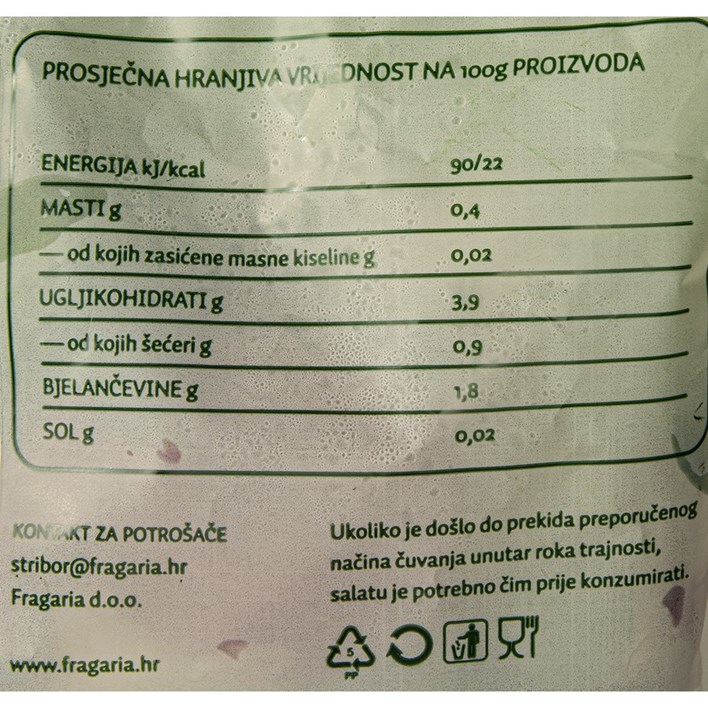 PROSJEČNA HRANJIVA VRIJEDNOST NA 100g PROIZVODA
ENERGIJA kJ/kcal 90/22
MASTI g 0,4
— od kojih zasićene masne kiseline g 0,02
UGLJIKOHIDRATI g 3,9
— od kojih šećeri g 0,9
BJELANČEVINE g 1,8
SOL g 0,02
KONTAKT ZA POTROŠAČE
stribor@fragaria.hr
Fragaria d.o.o.
www.fragaria.hr
Ukoliko je došlo do prekida preporučenog
načina čuvanja unutar roka trajnosti,
salatu je potrebno čim prije konzumirati.
5
PP